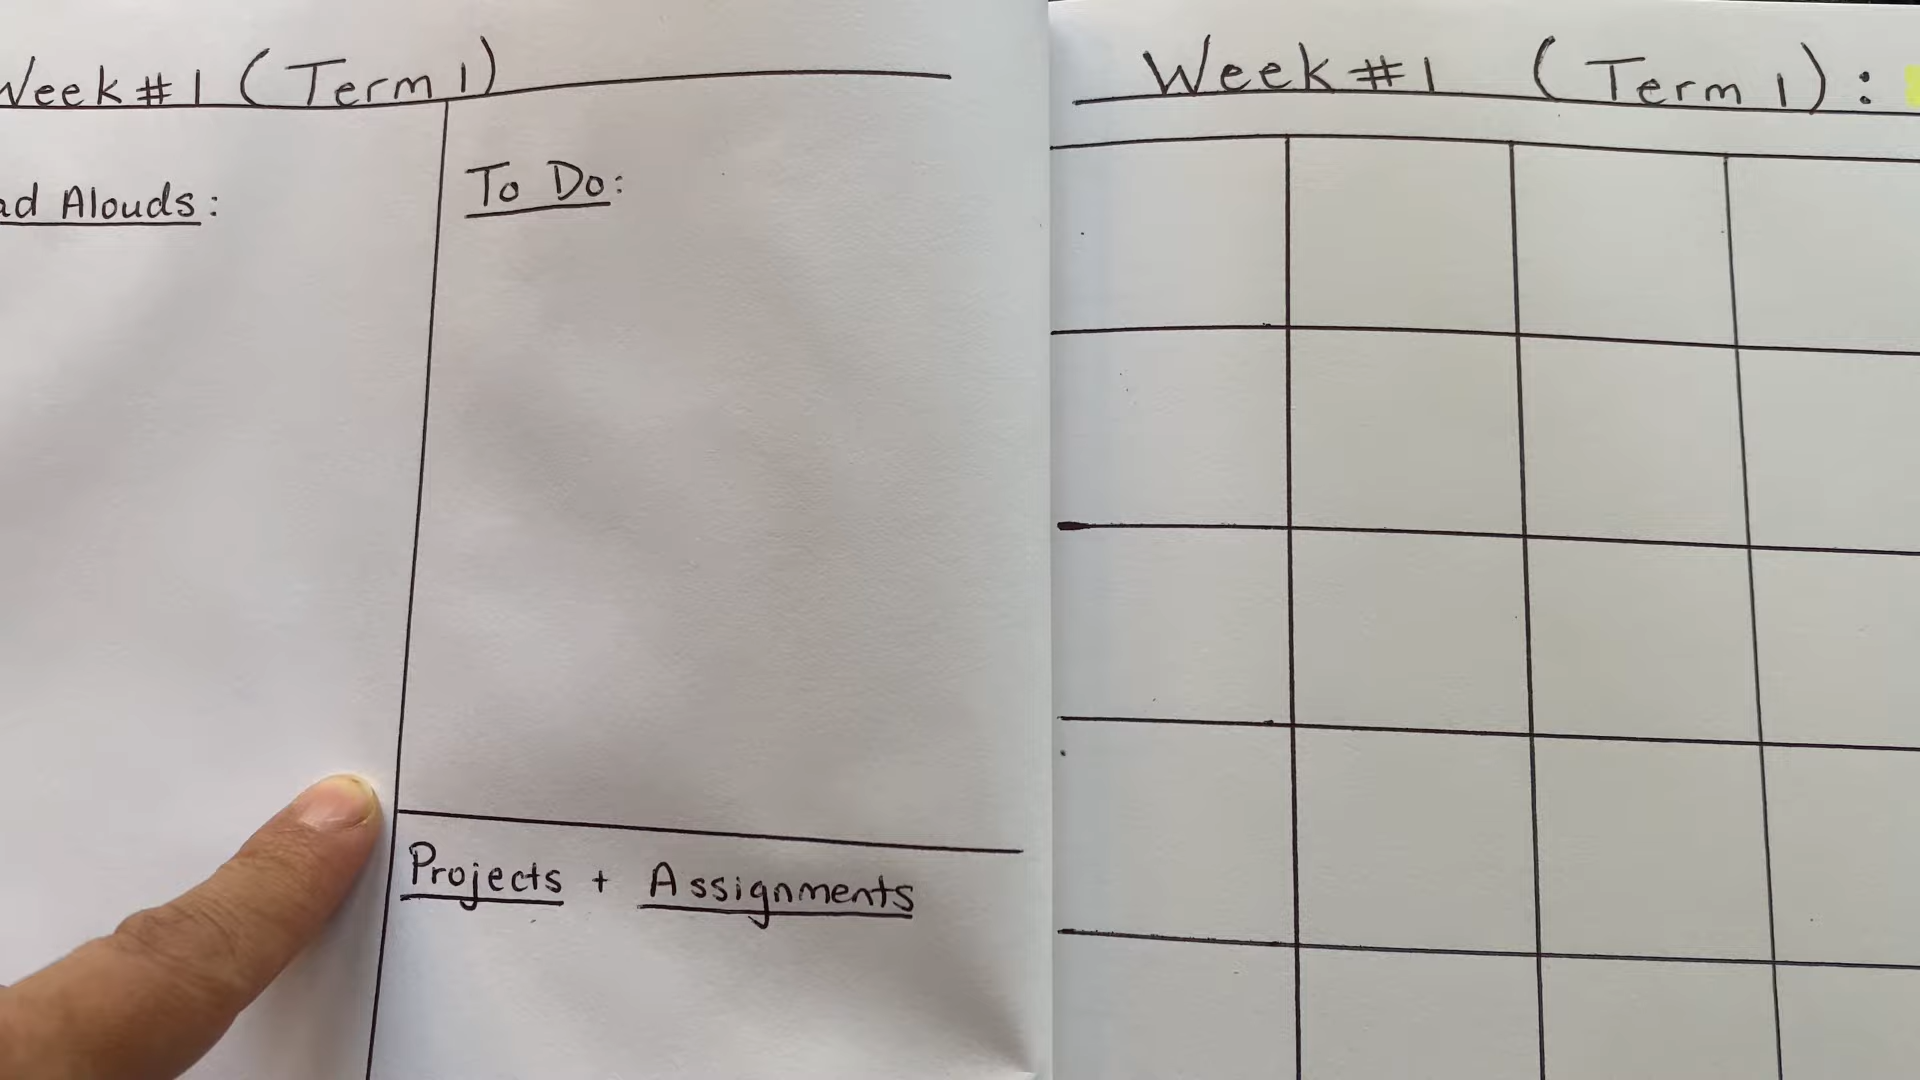 Week #1 (Term 1)
Alouds:
To Do:
Projects + Assignments
Week #1 (Term 1):